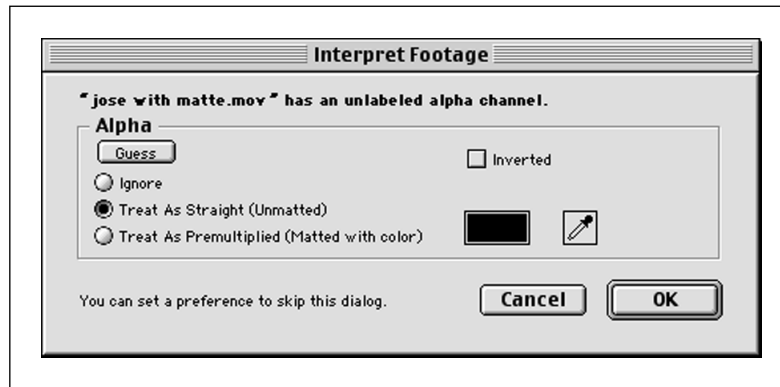 Interpret Footage
"jose with matte.mov" has an unlabeled alpha channel.
Alpha
Guess
Inverted
Ignore
Treat As Straight (Unmatted)
Treat As Premultiplied (Matted with color)
You can set a preference to skip this dialog.
Cancel
OK